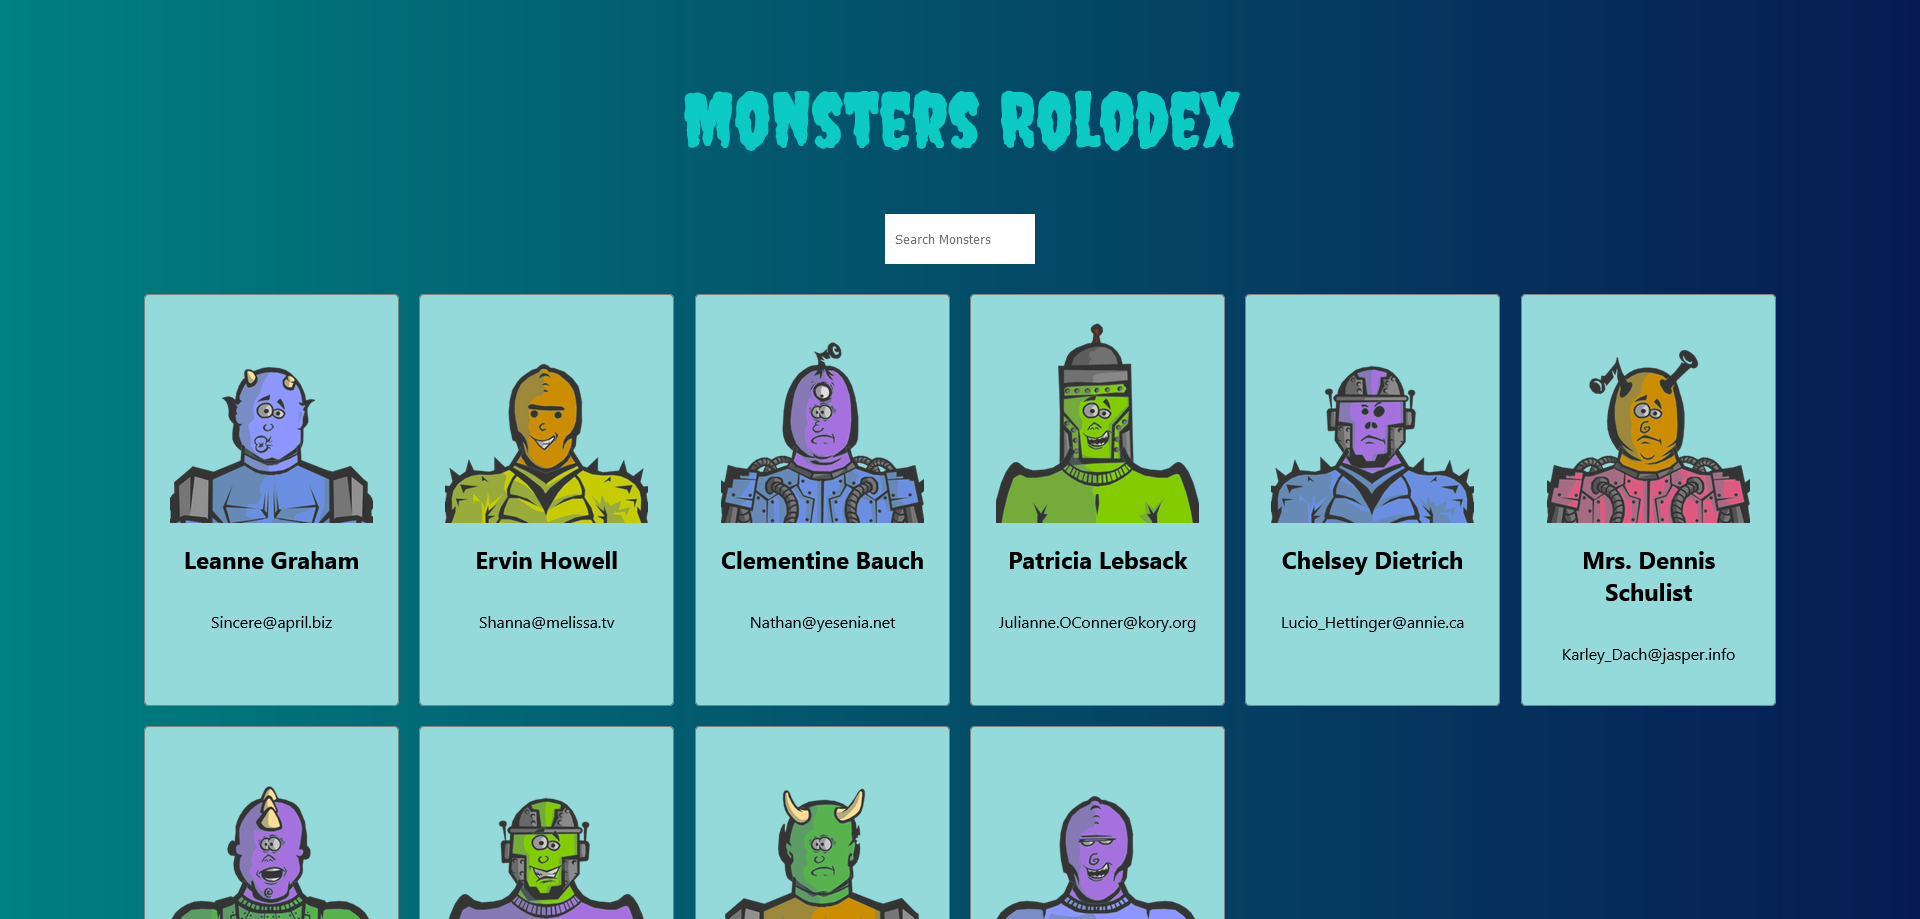 MONSTERS ROLODEX
Search Monsters
Leanne Graham
Sincere@april.biz
Ervin Howell
Shanna@melissa.tv
Clementine Bauch
Nathan@yesenia.net
Patricia Lebsack
Julianne.OConner@kory.org
Chelsey Dietrich
Lucio_Hettinger@annie.ca
Mrs. Dennis
Schulist
Karley_Dach@jasper.info